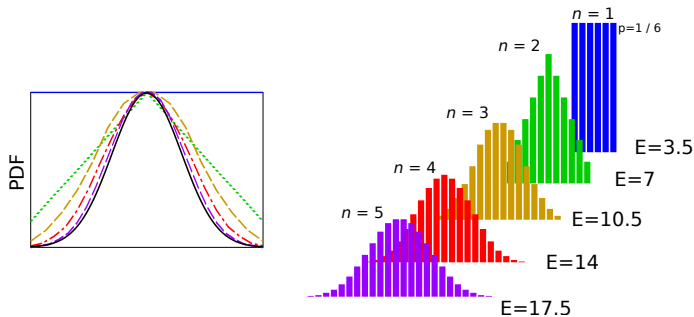 PDF
n = 1
p=1 / 6
n = 2
n = 3
E=3.5
n = 4
E=7
n = 5
E=10.5
E=14
E=17.5